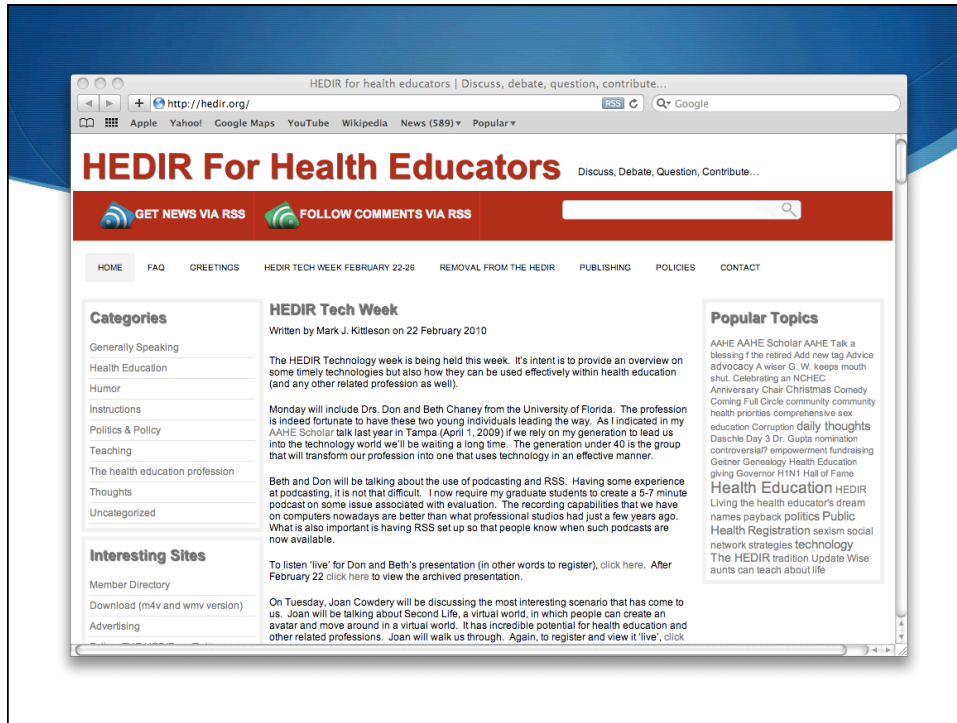 HEDIR for health educators | Discuss, debate, question, contribute...
http://hedir.org/
RSS
Google
Apple Yahoo! Google Maps YouTube Wikipedia News (589) Popular
HEDIR For Health Educators
Discuss, Debate, Question, Contribute…
GET NEWS VIA RSS
FOLLOW COMMENTS VIA RSS
HOME FAQ GREETINGS HEDIR TECH WEEK FEBRUARY 22-26 REMOVAL FROM THE HEDIR PUBLISHING POLICIES CONTACT
Categories
Generally Speaking
Health Education
Humor
Instructions
Politics & Policy
Teaching
The health education profession
Thoughts
Uncategorized
Interesting Sites
Member Directory
Download (m4v and wmv version)
Advertising
HEDIR Tech Week
Written by Mark J. Kittleson on 22 February 2010
The HEDIR Technology week is being held this week. It's intent is to provide an overview on
some timely technologies but also how they can be used effectively within health education
(and any other related profession as well).
Monday will include Drs. Don and Beth Chaney from the University of Florida. The profession
is indeed fortunate to have these two young individuals leading the way. As I indicated in my
AAHE Scholar talk last year in Tampa (April 1, 2009) if we rely on my generation to lead us
into the technology world we'll be waiting a long time. The generation under 40 is the group
that will transform our profession into one that uses technology in an effective manner.
Beth and Don will be talking about the use of podcasting and RSS. Having some experience
at podcasting, it is not that difficult. I now require my graduate students to create a 5-7 minute
podcast on some issue associated with evaluation. The recording capabilities that we have
on computers nowadays are better than what professional studios had just a few years ago.
What is also important is having RSS set up so that people know when such podcasts are
now available.
To listen 'live' for Don and Beth's presentation (in other words to register), click here. After
February 22 click here to view the archived presentation.
On Tuesday, Joan Cowdery will be discussing the most interesting scenario that has come to
us. Joan will be talking about Second Life, a virtual world, in which people can create an
avatar and move around in a virtual world. It has incredible potential for health education and
other related professions. Joan will walk us through. Again, to register and view it 'live', click
Popular Topics
AAHE AAHE Scholar AAHE Talk a
blessing f the retired Add new tag Advice
advocacy A wiser G. W. keeps mouth
shut. Celebrating an NCHEC
Anniversary Chair Christmas Comedy
Coming Full Circle community community
health priorities comprehensive sex
education Corruption daily thoughts
Daschle Day 3 Dr. Gupta nomination
controversial? empowerment fundraising
Geitner Genealogy Health Education
giving Governor H1N1 Hall of Fame
Health Education HEDIR
Living the health educator's dream
names payback politics Public
Health Registration sexism social
network strategies technology
The HEDIR tradition Update Wise
aunts can teach about life